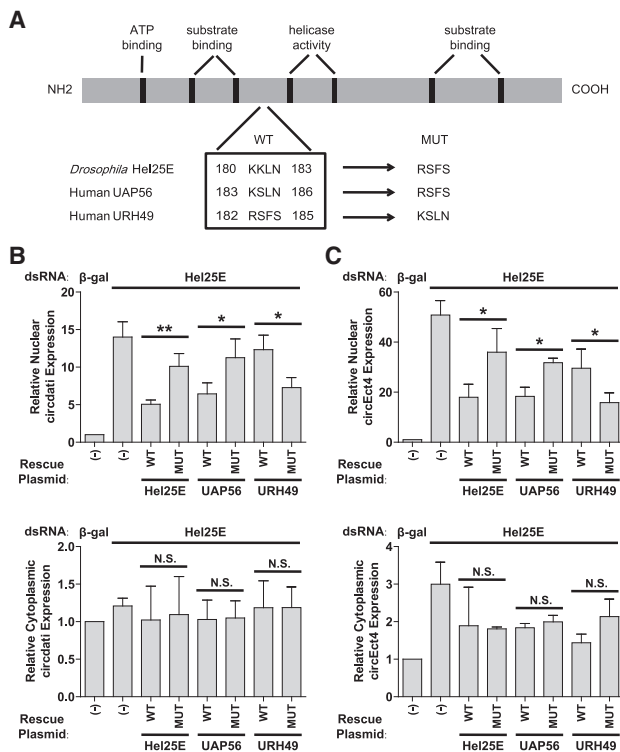 A
ATP
binding
substrate
binding
helicase
activity
substrate
binding
NH2
COOH
WT
MUT
Drosophila Hel25E 180 KKLN 183 RSFS
Human UAP56 183 KSLN 186 RSFS
Human URH49 182 RSFS 185 KSLN
B
dsRNA: β-gal Hel25E
Relative Nuclear
circdati Expression
20
15
10
5
0
** * *
(-) (-) WT MUT WT MUT WT MUT
Rescue
Plasmid:
Hel25E UAP56 URH49
dsRNA: β-gal Hel25E
Relative Cytoplasmic
circdati Expression
2.0
1.5
1.0
0.5
0.0
N.S. N.S. N.S.
(-) (-) WT MUT WT MUT WT MUT
Rescue
Plasmid:
Hel25E UAP56 URH49
C
dsRNA: β-gal Hel25E
Relative Nuclear
circEct4 Expression
60
40
20
0
* * *
(-) (-) WT MUT WT MUT WT MUT
Rescue
Plasmid:
Hel25E UAP56 URH49
dsRNA: β-gal Hel25E
Relative Cytoplasmic
circEct4 Expression
4
3
2
1
0
N.S. N.S. N.S.
(-) (-) WT MUT WT MUT WT MUT
Rescue
Plasmid:
Hel25E UAP56 URH49